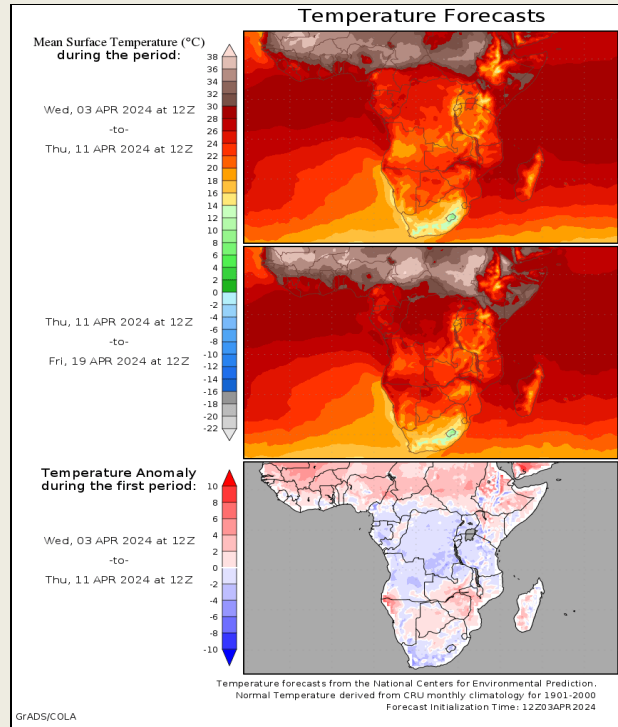 Temperature Forecasts
Mean Surface Temperature (°C)
during the period:
Wed, 03 APR 2024 at 12Z
-to-
Thu, 11 APR 2024 at 12Z
38
36
34
32
30
28
26
24
22
20
18
16
14
12
10
8
6
4
2
0
-2
-4
-6
-8
-10
-12
-14
-16
-18
-20
-22
Thu, 11 APR 2024 at 12Z
-to-
Fri, 19 APR 2024 at 12Z
Temperature Anomaly
during the first period:
Wed, 03 APR 2024 at 12Z
-to-
Thu, 11 APR 2024 at 12Z
10
8
6
4
2
0
-2
-4
-6
-8
-10
Temperature forecasts from the National Centers for Environmental Prediction.
Normal Temperature derived from CRU monthly climatology for 1901-2000
Forecast Initialization Time: 12Z03APR2024
GrADS/COLA